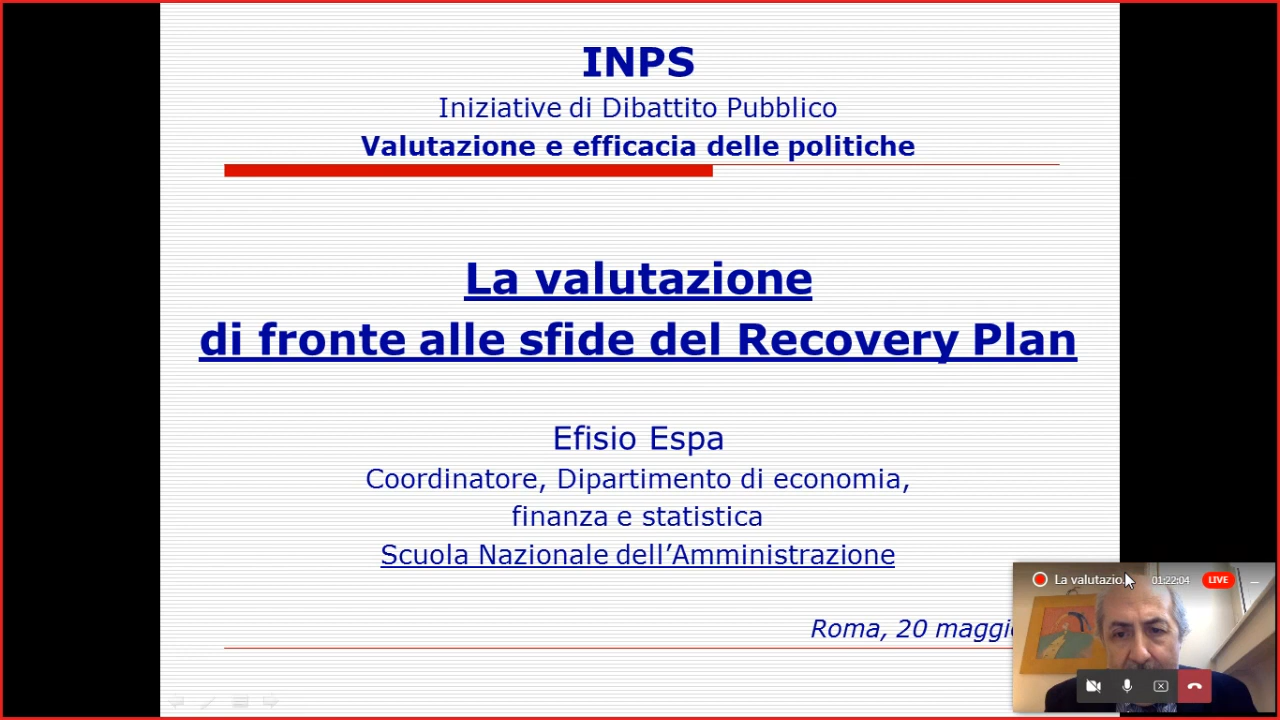 INPS
Iniziative di Dibattito Pubblico
Valutazione e efficacia delle politiche
La valutazione
di fronte alle sfide del Recovery Plan
Efisio Espa
Coordinatore, Dipartimento di economia,
finanza e statistica
Scuola Nazionale dell’Amministrazione
La valutazio... 01:22:04 LIVE
Roma, 20